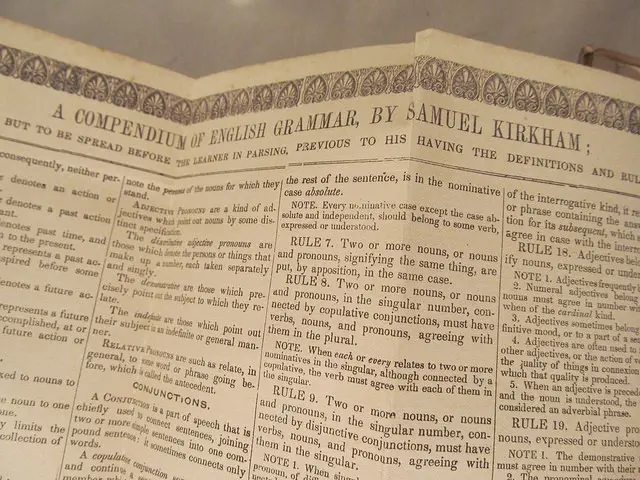 A COMPENDIUM OF ENGLISH GRAMMAR, BY SAMUEL KIRKHAM;
BUT TO BE SPREAD BEFORE THE LEARNER IN PARSING, PREVIOUS TO HIS HAVING THE DEFINITIONS AND RUL
consequently, neither per-
denotes an action or
denotes a past action
denotes past time, and
to the present.
represents a past ac-
denotes a future ac-
represents a future
accomplished, at or
future action or
xed to nouns to
e noun to one
one.
y limits the
collection of
note the person of the nouns for which they
stand.
ADJECTIVE PRONOUNS are a kind of ad-
jectives which point out nouns by some dis-
tinct specification.
The distributive adjective pronouns are
those which denote the persons or things that
make up a number, each taken separately
and singly.
The demonstrative are those which pre-
cisely point out the subject to which they re-
late.
The indefinite are those which point out
their subject in an indefinite or general man-
ner.
RELATIVE PRONOUNS are such as relate, in
general, to some word or phrase going be-
fore, which is called the antecedent.
CONJUNCTIONS.
A CONJUNCTION is a part of speech that is
chiefly used to connect sentences, joining
two or more simple sentences into one com-
pound sentence: it sometimes connects only
words.
A copulative conjunction
and
the rest of the sentence, is in the nominative
case absolute.
NOTE. Every nominative case except the case ab-
solute and independent, should belong to some verb,
expressed or understood.
RULE 7. Two or more nouns, or nouns
and pronouns, signifying the same thing, are
put, by apposition, in the same case.
RULE 8. Two or more nouns, or nouns
and pronouns, in the singular number, con-
nected by copulative conjunctions, must have
verbs, nouns, and pronouns, agreeing with
them in the plural.
NOTE. When each or every relates to two or more
nominatives in the singular, although connected by a
copulative, the verb must agree with each of them in
the singular.
RULE 9. Two or more nouns, or nouns
and pronouns, in the singular number, con-
nected by disjunctive conjunctions, must have
verbs, nouns, and pronouns, agreeing with
them in the singular.
NOTE 1. When
of the interrogative kind, it
or phrase containing the answ
tion for its subsequent, which
agree in case with the interr
RULE 18. Adjectives belo
ify nouns, expressed or under
NOTE 1. Adjectives frequently
2. Numeral adjectives belong
nouns must agree in number wit
when of the cardinal kind.
3. Adjectives sometimes belong
finitive mood, or to a part of a se
4. Adjectives are often used to
other adjectives, or the action of v
the quality of things in connexion
which that quality is produced.
5. When an adjective is precede
and the noun is understood, the
considered an adverbial phrase.
RULE 19. Adjective pro
nouns, expressed or understo
NOTE 1. The demonstrative
must agree in number with their
2. The pronominal